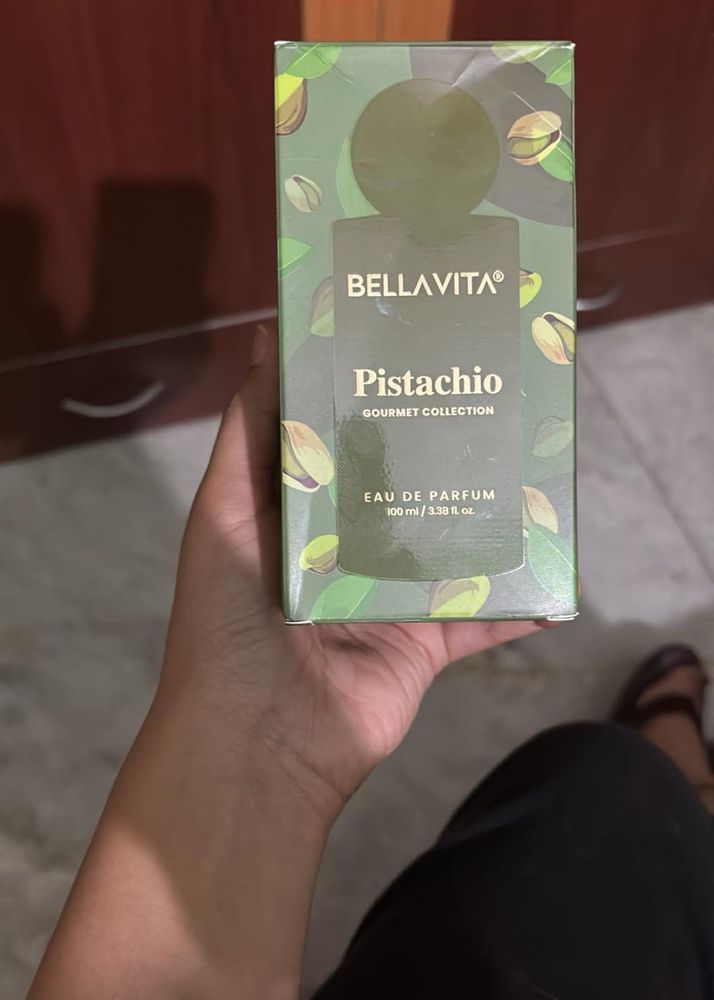 BELLAVITA®
Pistachio
GOURMET COLLECTION
EAU DE PARFUM
100 ml / 3.38 fl. oz.